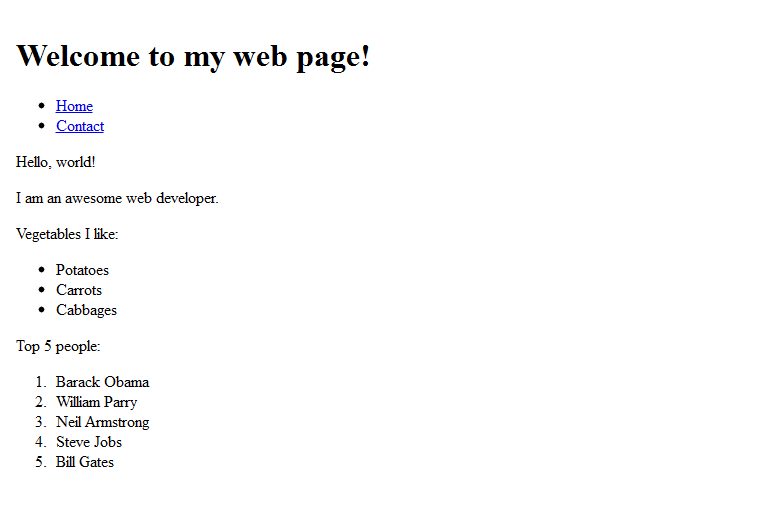 Welcome to my web page!
Home
Contact
Hello, world!
I am an awesome web developer.
Vegetables I like:
Potatoes
Carrots
Cabbages
Top 5 people:
1. Barack Obama
2. William Parry
3. Neil Armstrong
4. Steve Jobs
5. Bill Gates